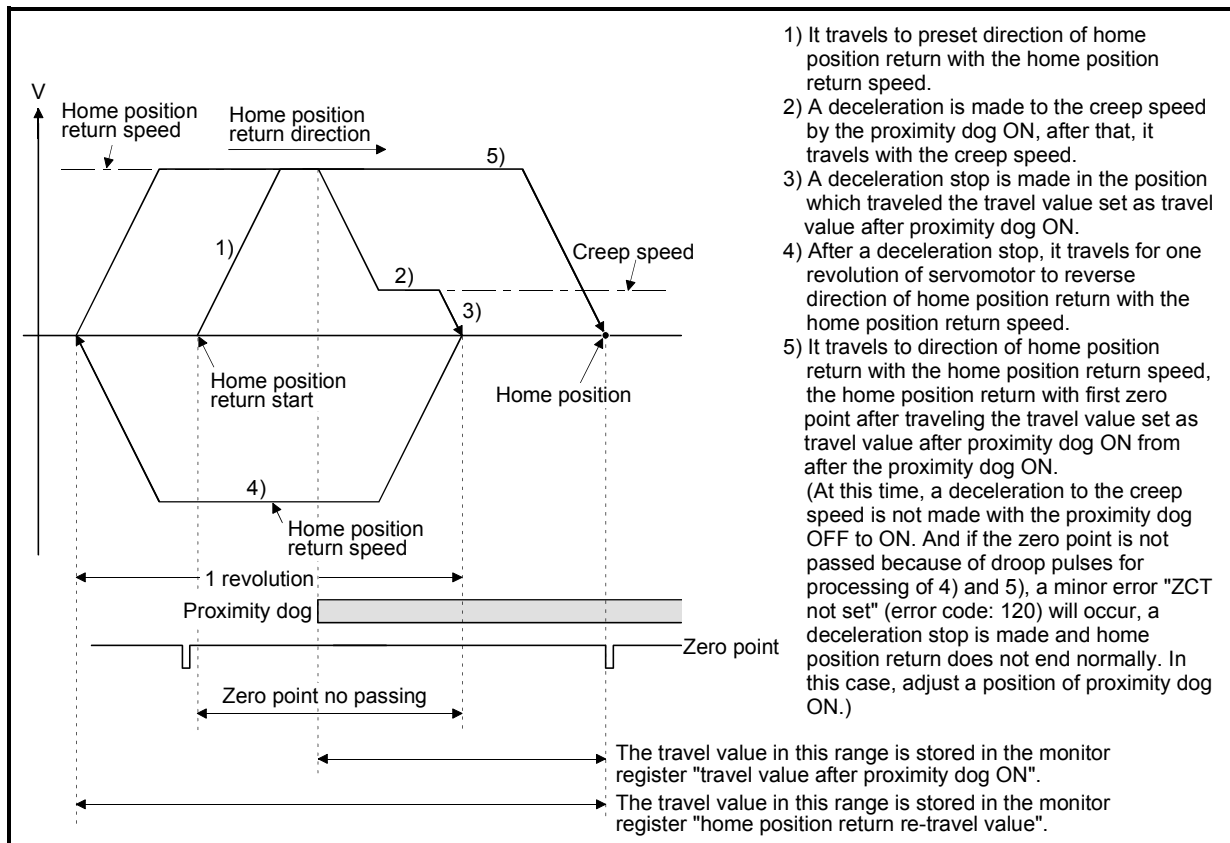 V
Home position
return speed
Home position
return direction
5)
1)
2)
Creep speed
3)
Home position
return start
Home position
4)
Home position
return speed
1 revolution
Proximity dog
Zero point
Zero point no passing
The travel value in this range is stored in the monitor
register "travel value after proximity dog ON".
The travel value in this range is stored in the monitor
register "home position return re-travel value".
1) It travels to preset direction of home
position return with the home position
return speed.
2) A deceleration is made to the creep speed
by the proximity dog ON, after that, it
travels with the creep speed.
3) A deceleration stop is made in the position
which traveled the travel value set as travel
value after proximity dog ON.
4) After a deceleration stop, it travels for one
revolution of servomotor to reverse
direction of home position return with the
home position return speed.
5) It travels to direction of home position
return with the home position return speed,
the home position return with first zero
point after traveling the travel value set as
travel value after proximity dog ON from
after the proximity dog ON.
(At this time, a deceleration to the creep
speed is not made with the proximity dog
OFF to ON. And if the zero point is not
passed because of droop pulses for
processing of 4) and 5), a minor error "ZCT
not set" (error code: 120) will occur, a
deceleration stop is made and home
position return does not end normally. In
this case, adjust a position of proximity dog
ON.)